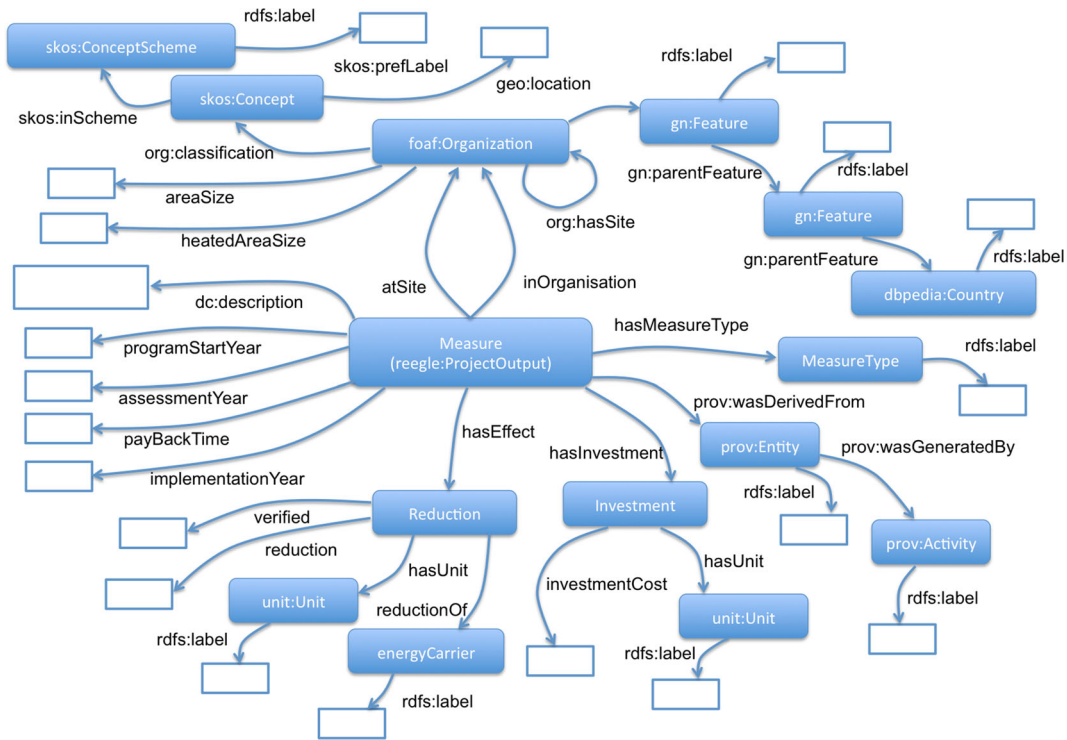 rdfs:label
skos:ConceptScheme
skos:prefLabel
rdfs:label
geo:location
skos:Concept
skos:inScheme
gn:Feature
foaf:Organization
org:classification
rdfs:label
gn:parentFeature
areaSize
org:hasSite
gn:Feature
heatedAreaSize
gn:parentFeature
rdfs:label
atSite
inOrganisation
dbpedia:Country
dc:description
hasMeasureType
Measure
(reegle:ProjectOutput)
programStartYear
MeasureType
rdfs:label
assessmentYear
prov:wasDerivedFrom
payBackTime
hasEffect
prov:Entity
prov:wasGeneratedBy
hasInvestment
implementationYear
rdfs:label
Reduction
Investment
verified
prov:Activity
reduction
hasUnit
hasUnit
investmentCost
unit:Unit
reductionOf
rdfs:label
unit:Unit
rdfs:label
energyCarrier
rdfs:label
rdfs:label